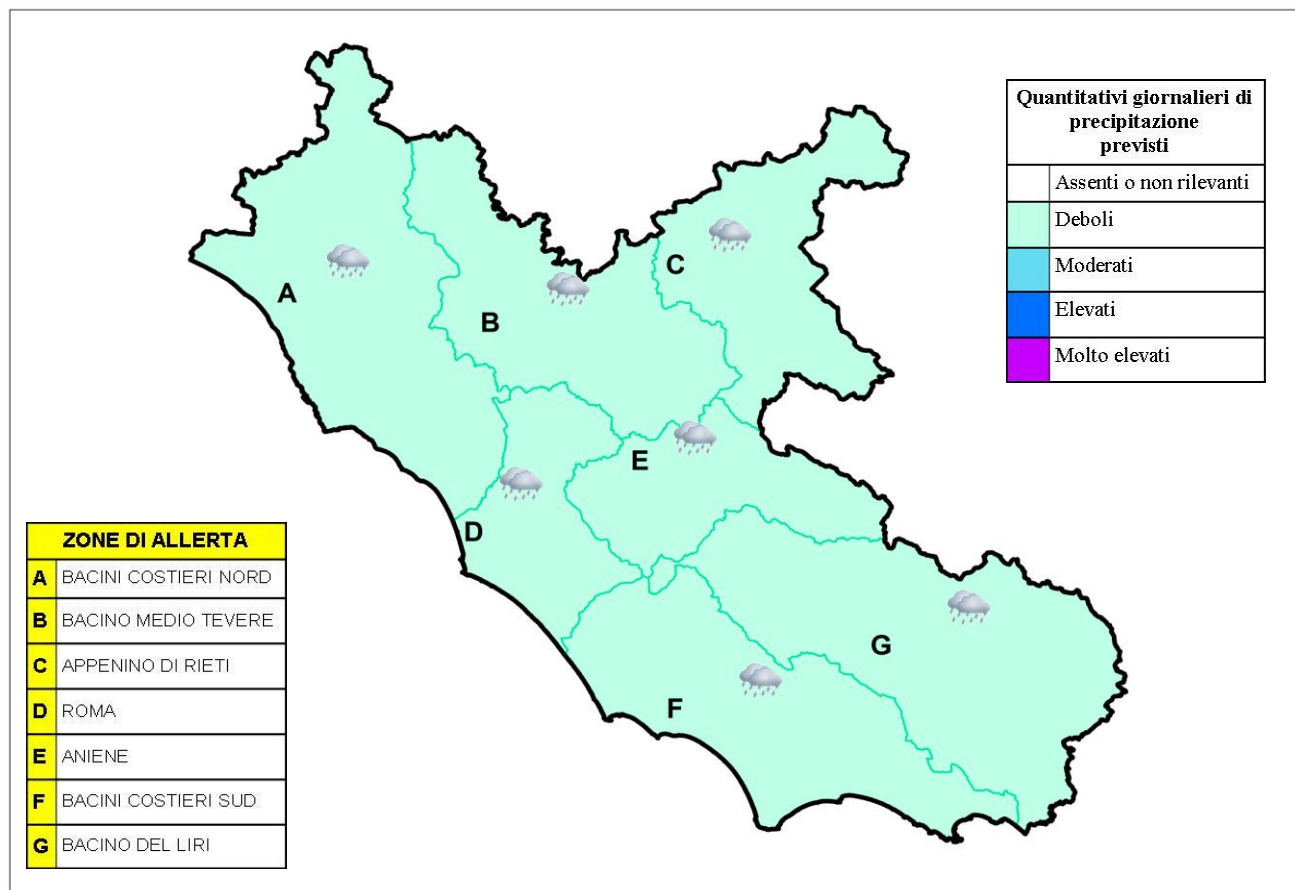 Quantitativi giornalieri di
precipitazione
previsti
Assenti o non rilevanti
Deboli
Moderati
Elevati
Molto elevati
A
B
C
D
E
F
G
ZONE DI ALLERTA
A BACINI COSTIERI NORD
B BACINO MEDIO TEVERE
C APPENINO DI RIETI
D ROMA
E ANIENE
F BACINI COSTIERI SUD
G BACINO DEL LIRI